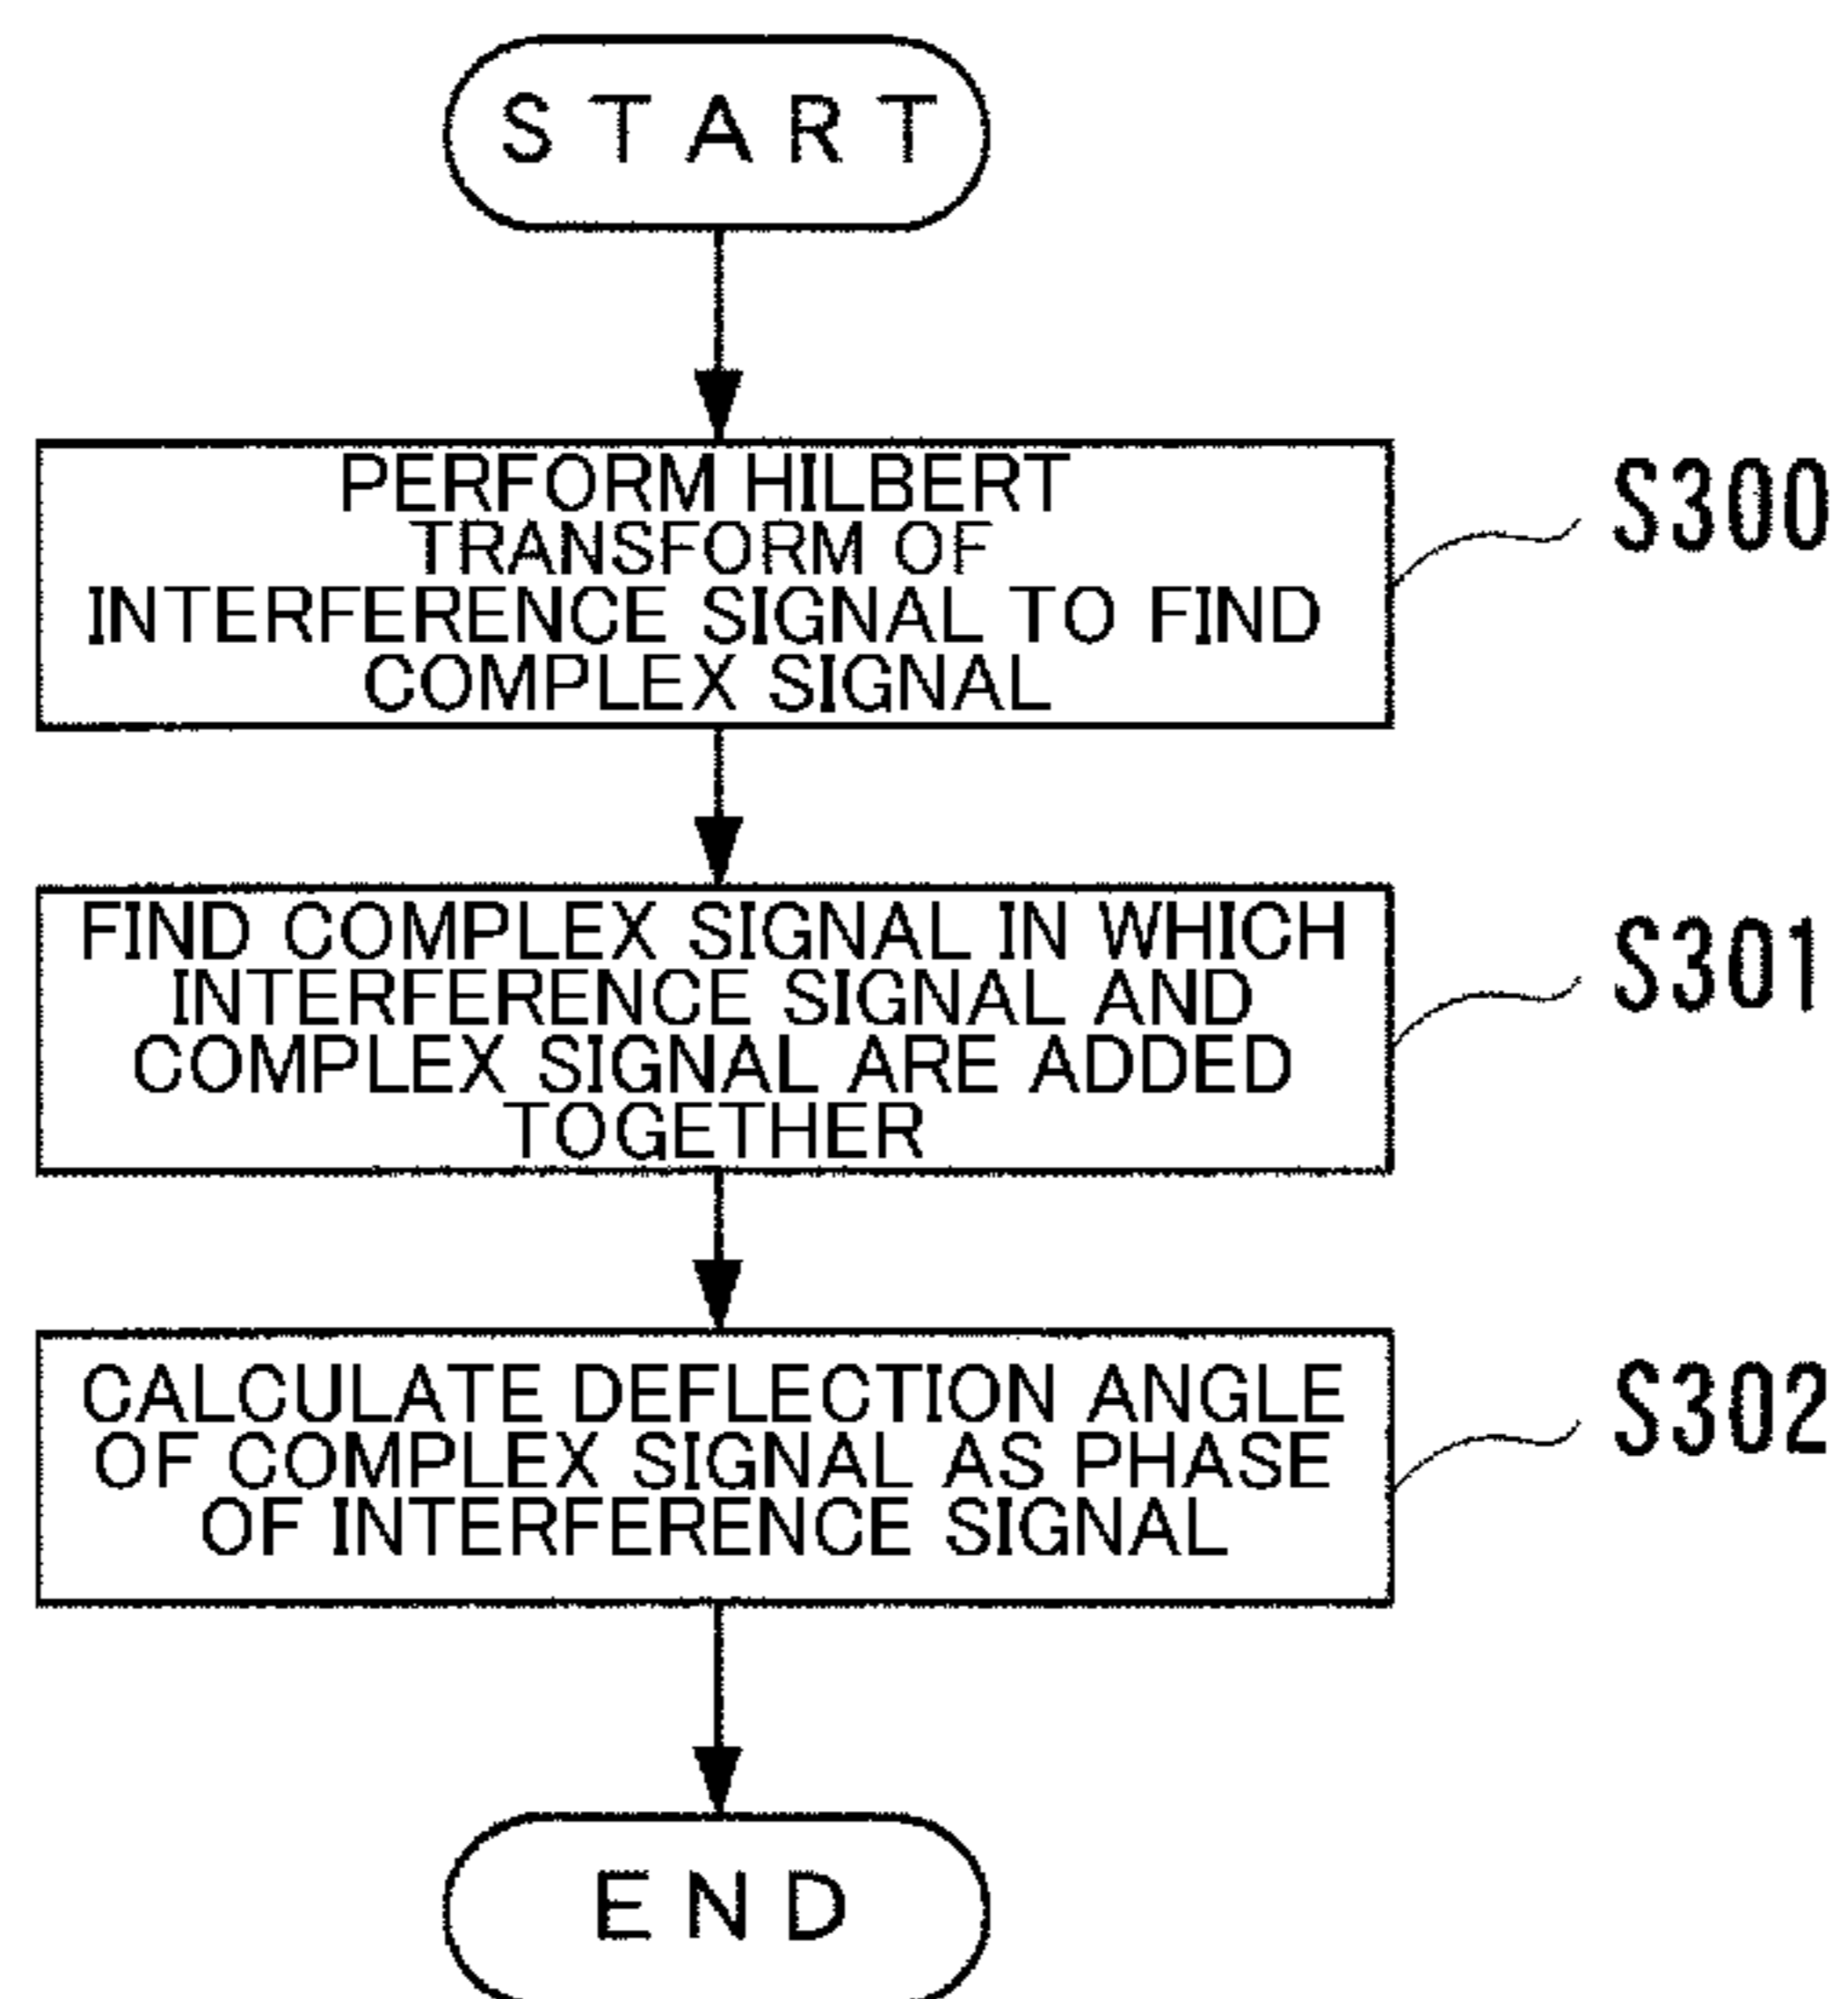 START
PERFORM HILBERT
TRANSFORM OF
INTERFERENCE SIGNAL TO FIND
COMPLEX SIGNAL
S300
FIND COMPLEX SIGNAL IN WHICH
INTERFERENCE SIGNAL AND
COMPLEX SIGNAL ARE ADDED
TOGETHER
S301
CALCULATE DEFLECTION ANGLE
OF COMPLEX SIGNAL AS PHASE
OF INTERFERENCE SIGNAL
S302
END